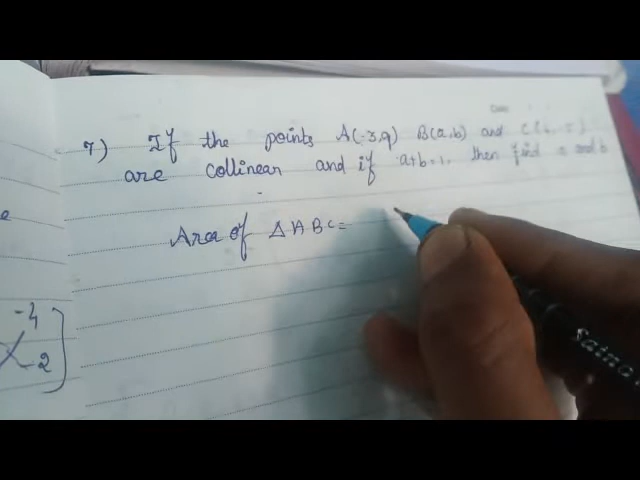 7) If the points A(-3,9) B(a,b) and C(4,-5)
are collinear and if a+b=1, then find a and b
Area of ΔABC=
-4
2